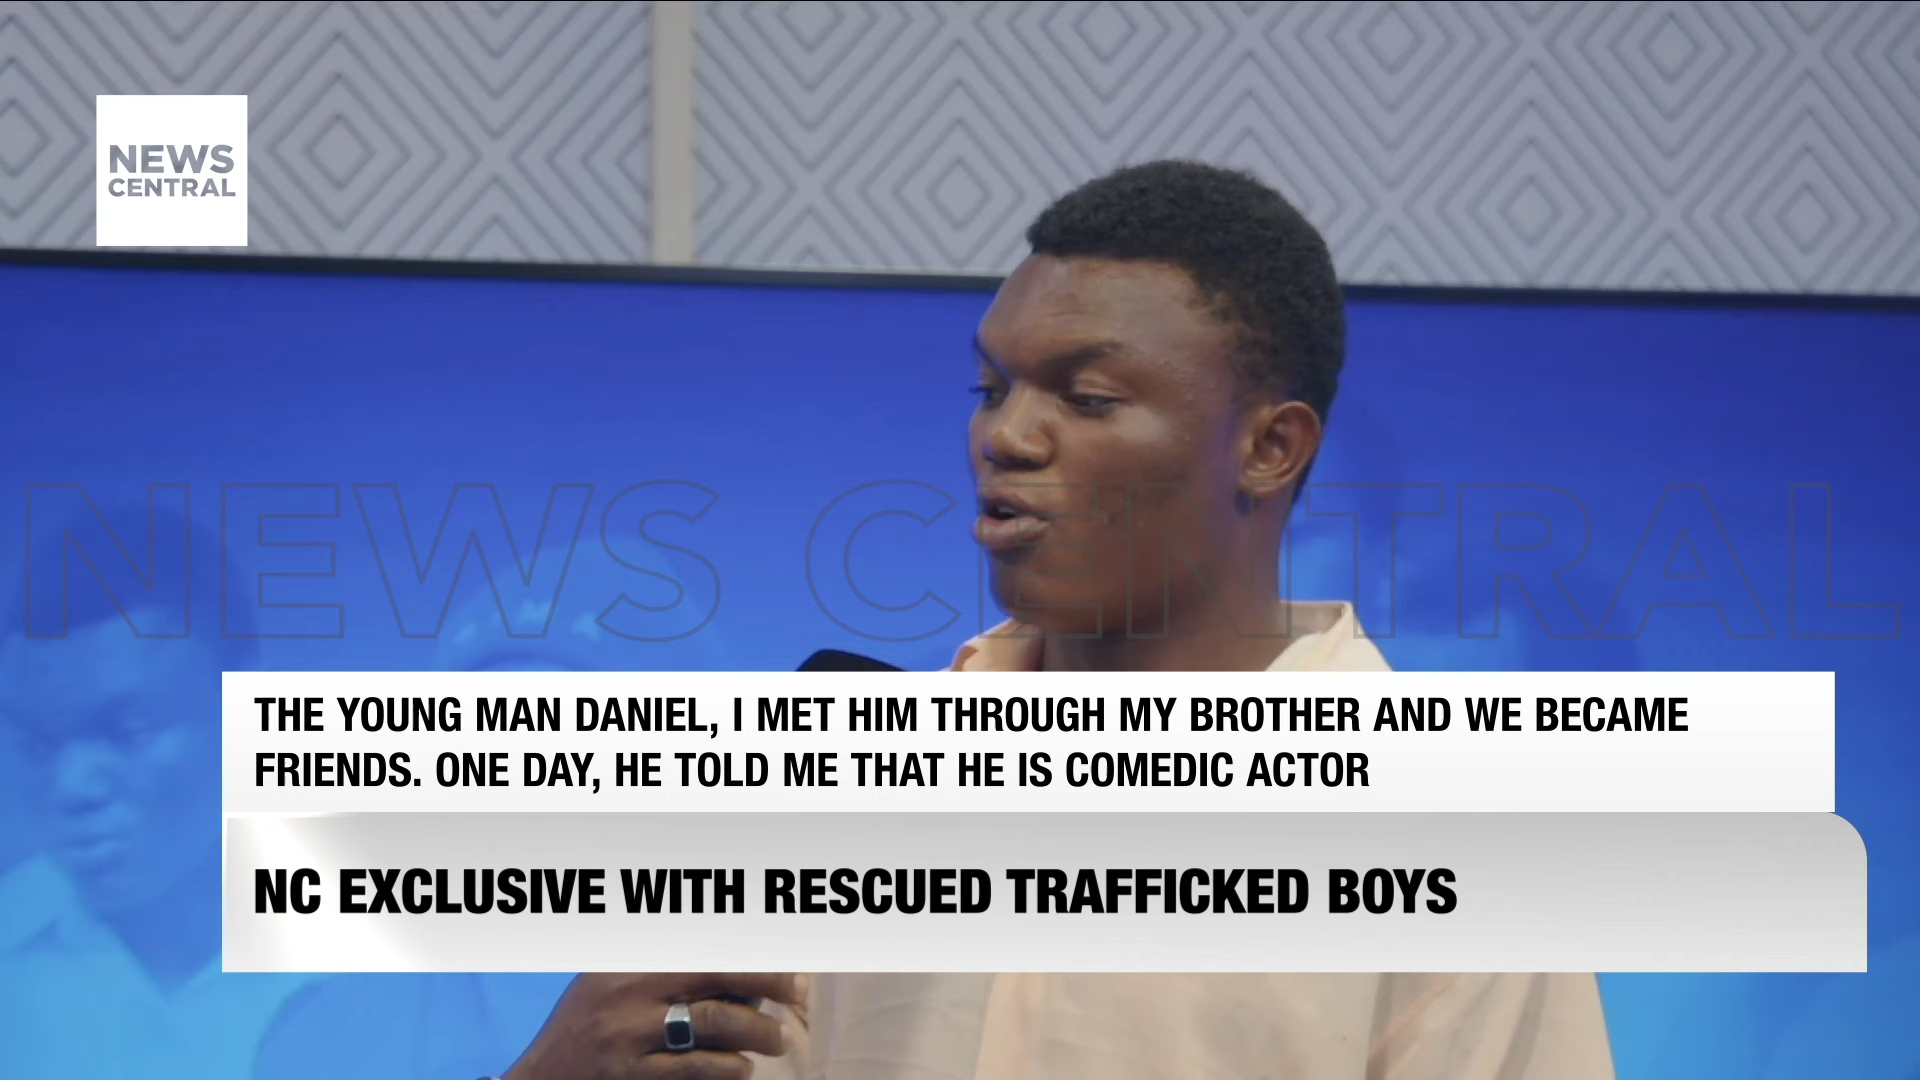 NEWS
CENTRAL
NEWS CENTRAL
THE YOUNG MAN DANIEL, I MET HIM THROUGH MY BROTHER AND WE BECAME
FRIENDS. ONE DAY, HE TOLD ME THAT HE IS COMEDIC ACTOR
NC EXCLUSIVE WITH RESCUED TRAFFICKED BOYS